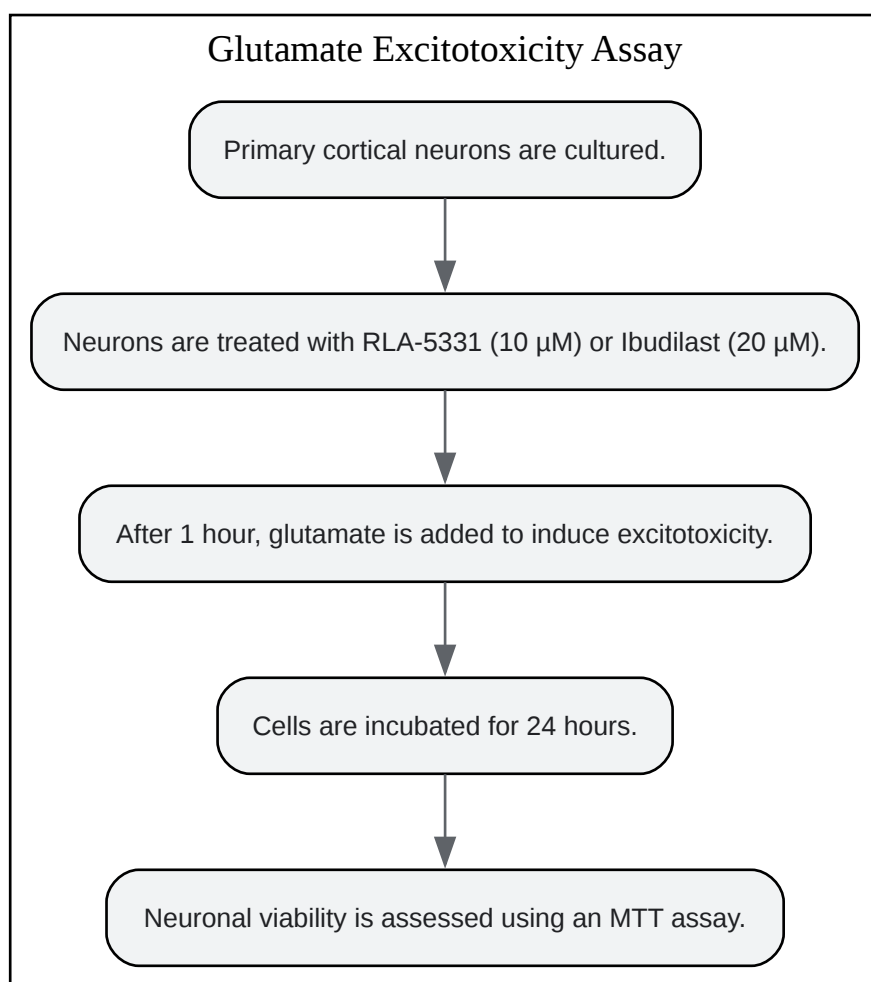 Glutamate Excitotoxicity Assay
Primary cortical neurons are cultured.
Neurons are treated with RLA-5331 (10 µM) or Ibudilast (20 µM).
After 1 hour, glutamate is added to induce excitotoxicity.
Cells are incubated for 24 hours.
Neuronal viability is assessed using an MTT assay.